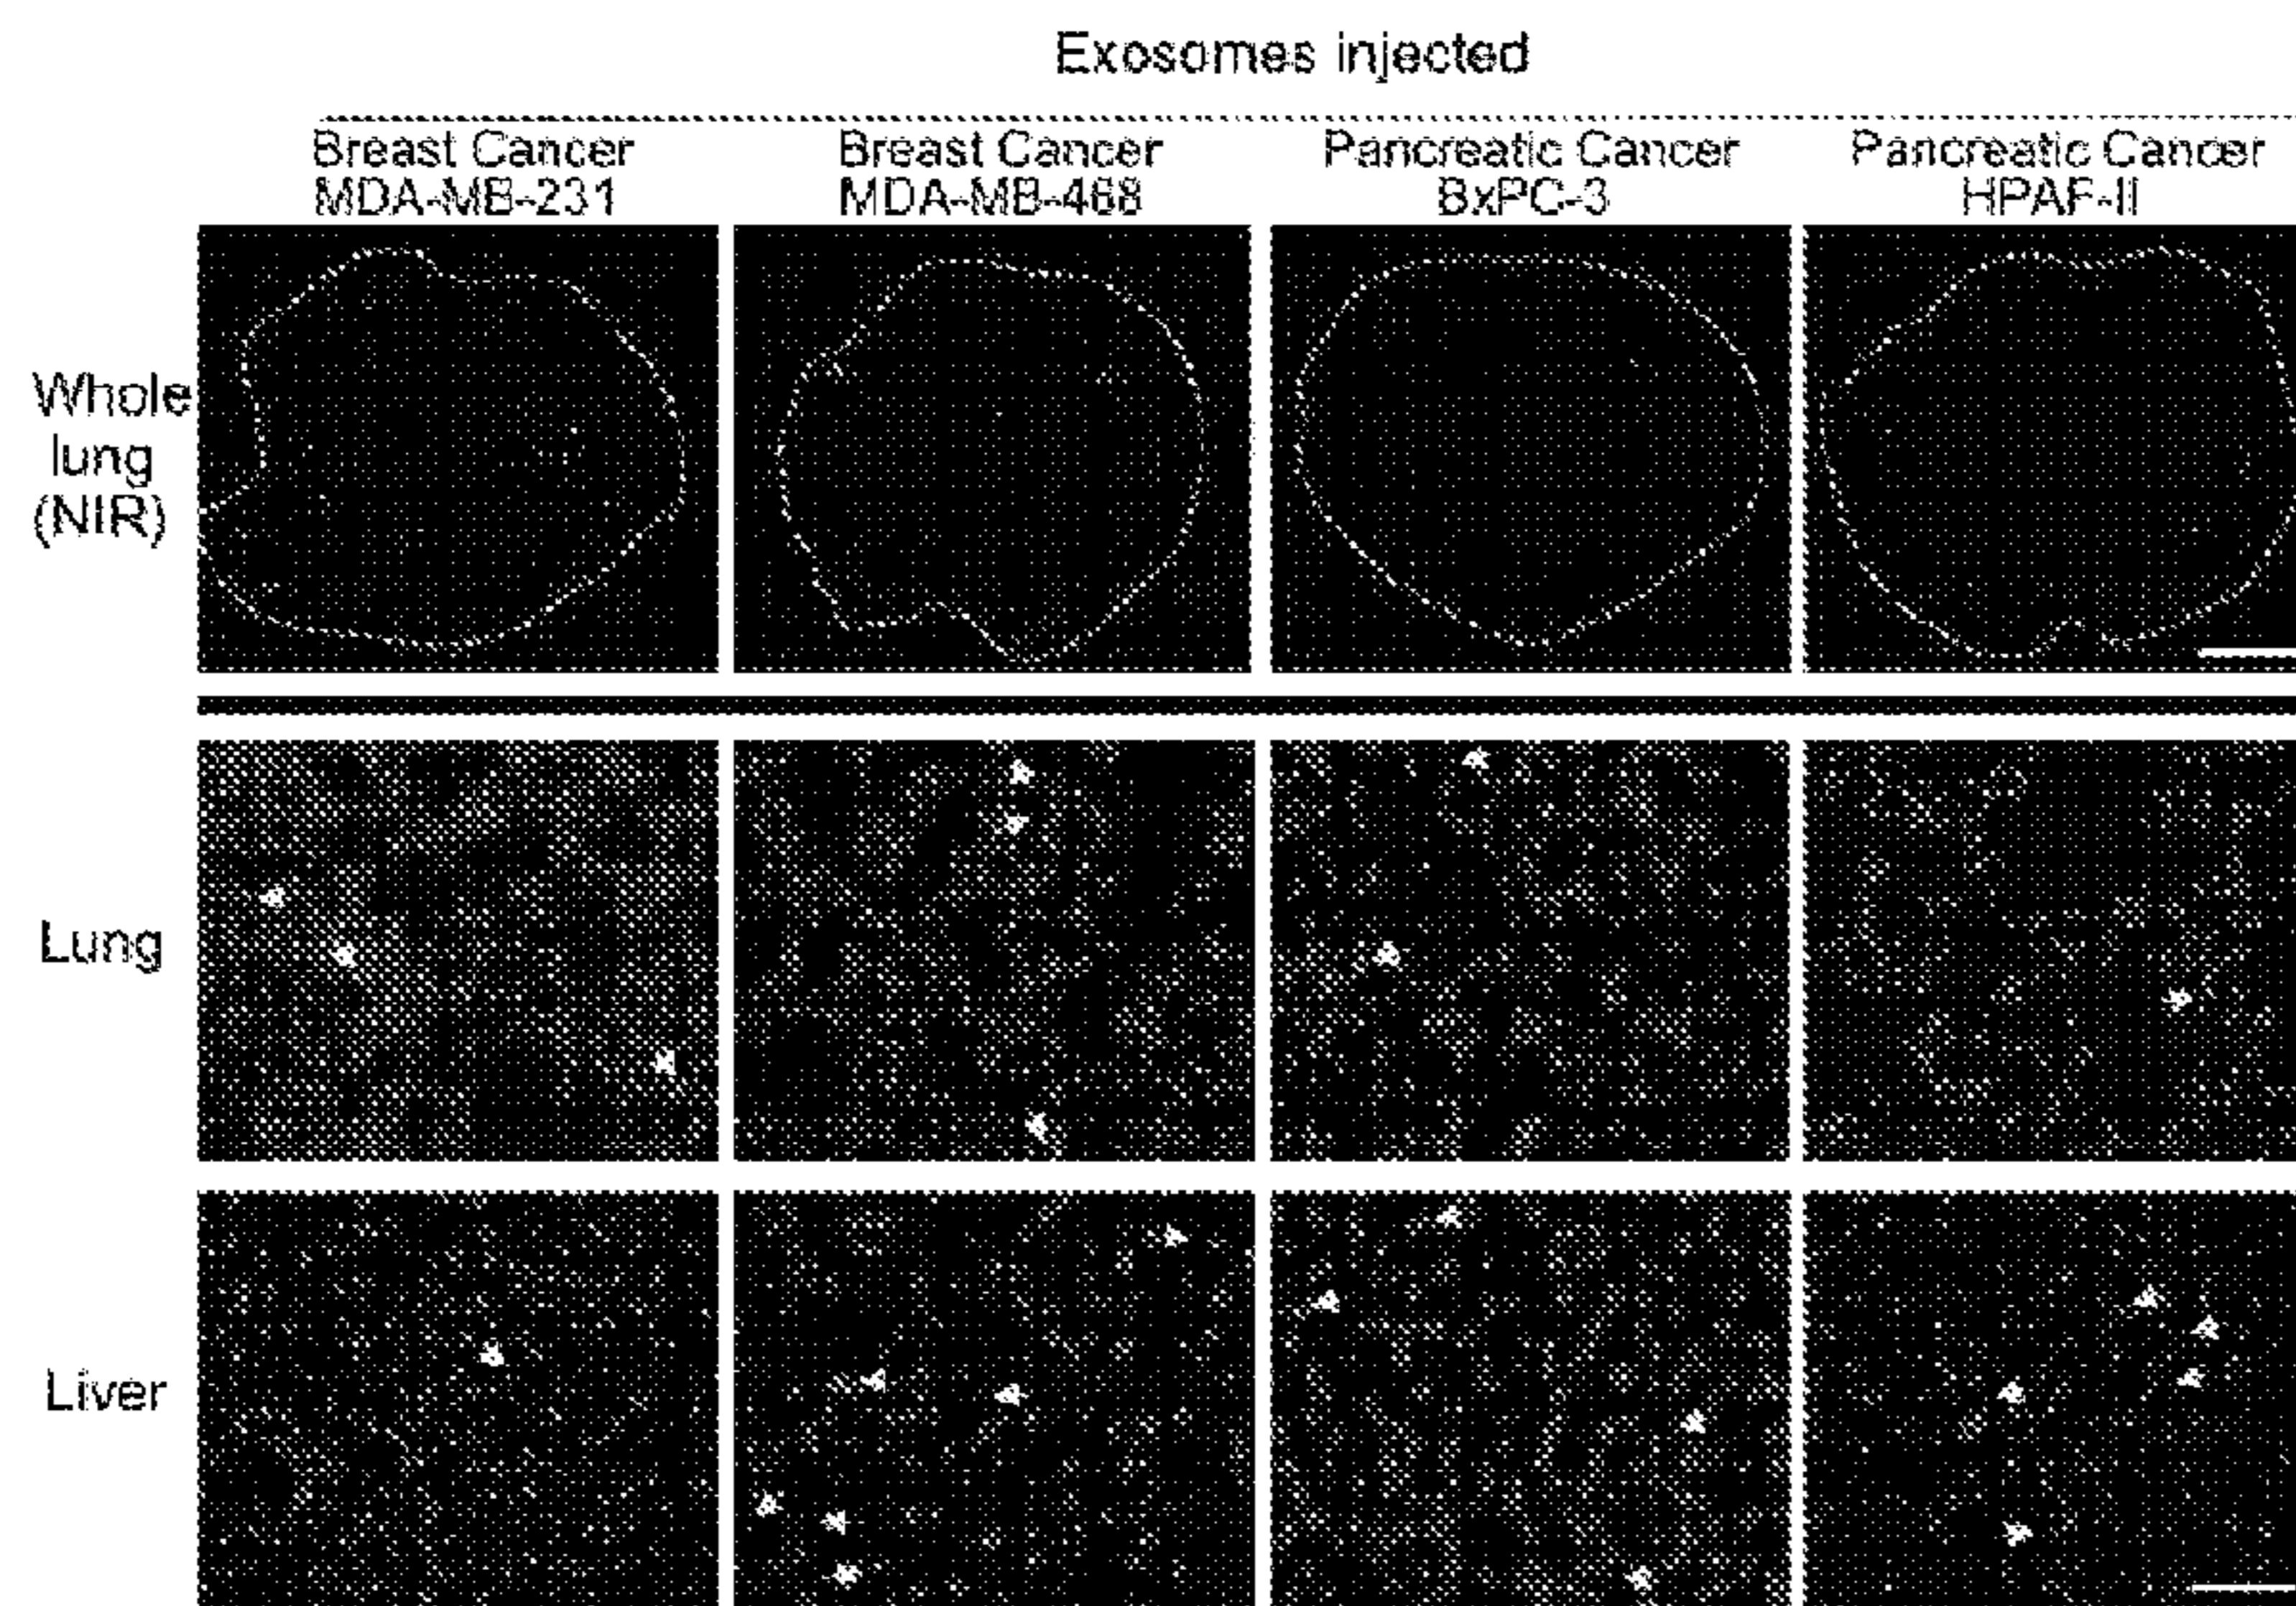 Exosomes injected
Breast Cancer
MDA-MB-231
Breast Cancer
MDA-MB-468
Pancreatic Cancer
BxPC-3
Pancreatic Cancer
HPAF-II
Whole
lung
(NIR)
Lung
Liver